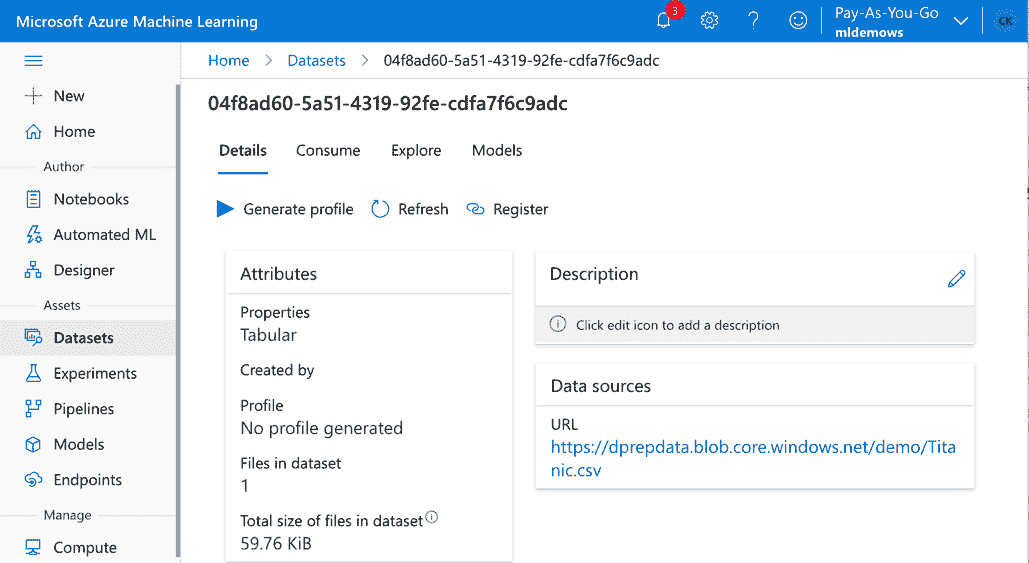 Microsoft Azure Machine Learning
3
Pay-As-You-Go
mldemows
CK
New
Home
Author
Notebooks
Automated ML
Designer
Assets
Datasets
Experiments
Pipelines
Models
Endpoints
Manage
Compute
Home > Datasets > 04f8ad60-5a51-4319-92fe-cdfa7f6c9adc
04f8ad60-5a51-4319-92fe-cdfa7f6c9adc
Details Consume Explore Models
Generate profile Refresh Register
Attributes
Properties
Tabular
Created by
Profile
No profile generated
Files in dataset
1
Total size of files in dataset
59.76 KiB
Description
Click edit icon to add a description
Data sources
URL
https://dprepdata.blob.core.windows.net/demo/Tita
nic.csv